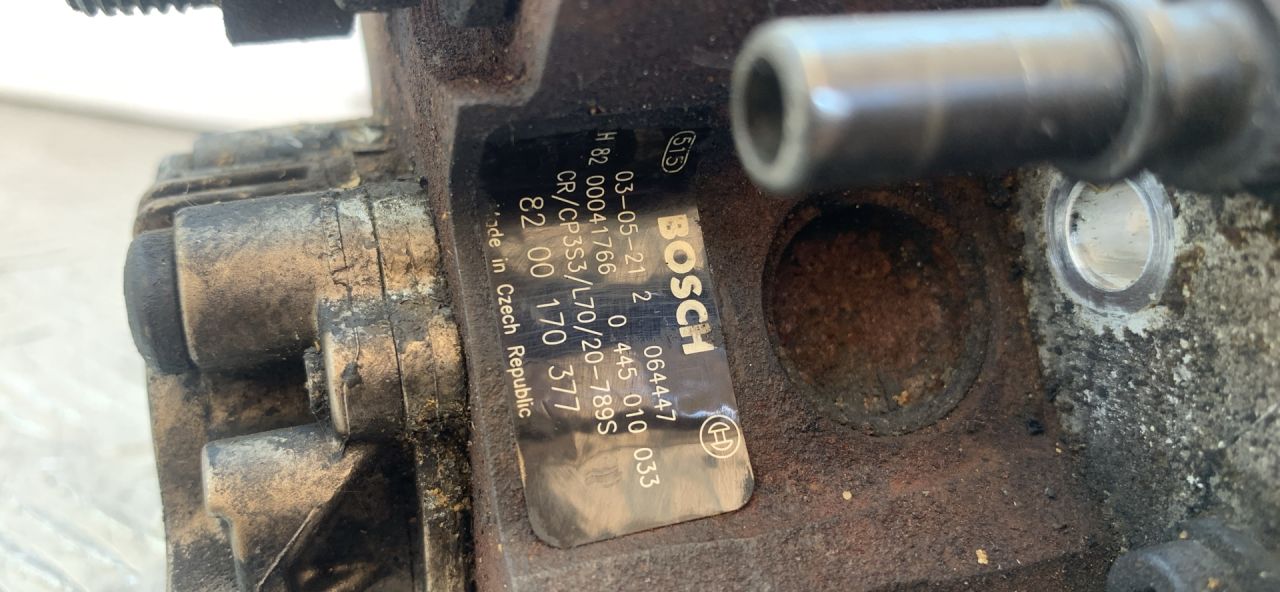 515
BOSCH
03-05-21 2 064447
0 445 010 033
H 82 00041766
CR/CP3S3/L70/20-789S
82 00 170 377
Made in Czech Republic